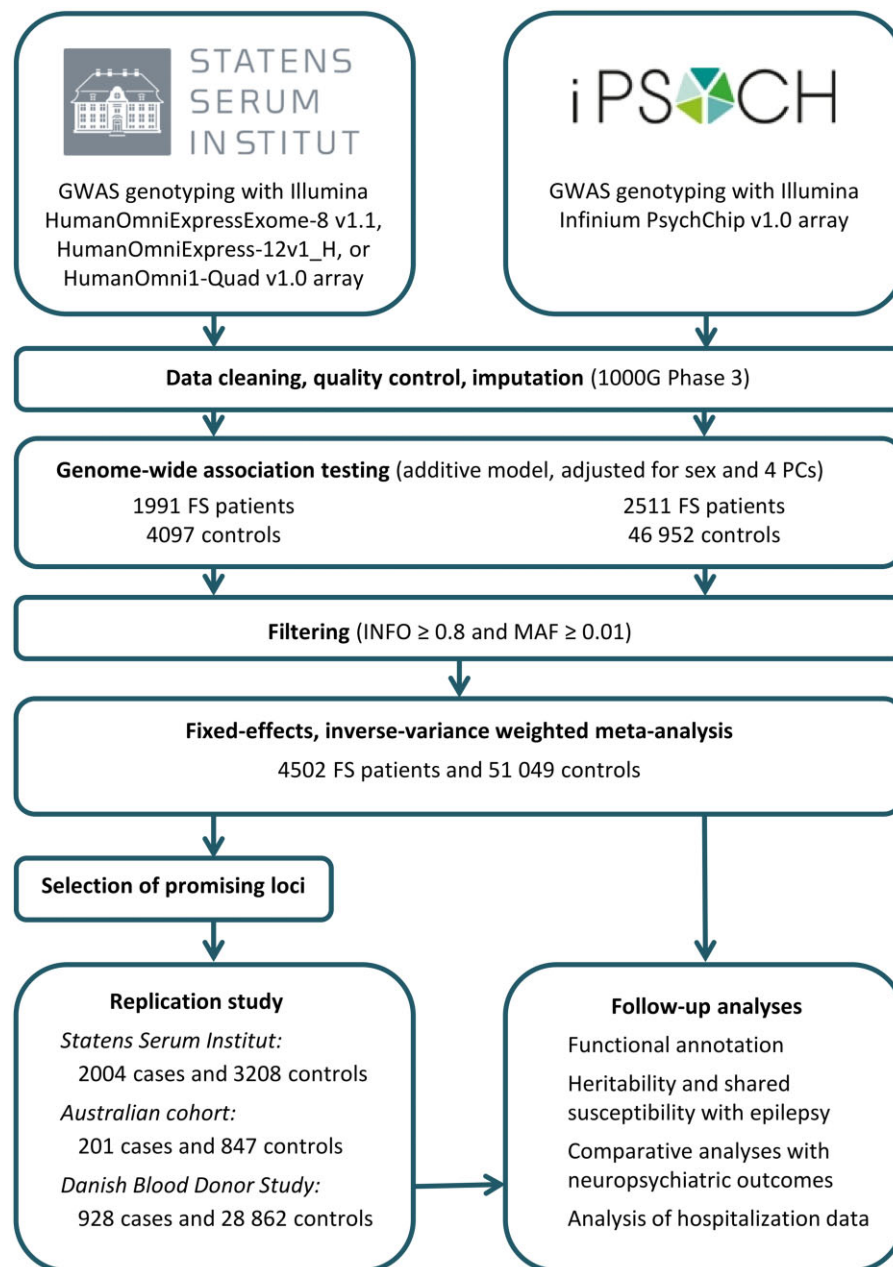 STATENS
SERUM
INSTITUT
GWAS genotyping with Illumina
HumanOmniExpressExome-8 v1.1,
HumanOmniExpress-12v1_H, or
HumanOmni1-Quad v1.0 array
iPSYCH
GWAS genotyping with Illumina
Infinium PsychChip v1.0 array
Data cleaning, quality control, imputation (1000G Phase 3)
Genome-wide association testing (additive model, adjusted for sex and 4 PCs)
1991 FS patients
4097 controls
2511 FS patients
46 952 controls
Filtering (INFO ≥ 0.8 and MAF ≥ 0.01)
Fixed-effects, inverse-variance weighted meta-analysis
4502 FS patients and 51 049 controls
Selection of promising loci
Replication study
Statens Serum Institut:
2004 cases and 3208 controls
Australian cohort:
201 cases and 847 controls
Danish Blood Donor Study:
928 cases and 28 862 controls
Follow-up analyses
Functional annotation
Heritability and shared
susceptibility with epilepsy
Comparative analyses with
neuropsychiatric outcomes
Analysis of hospitalization data